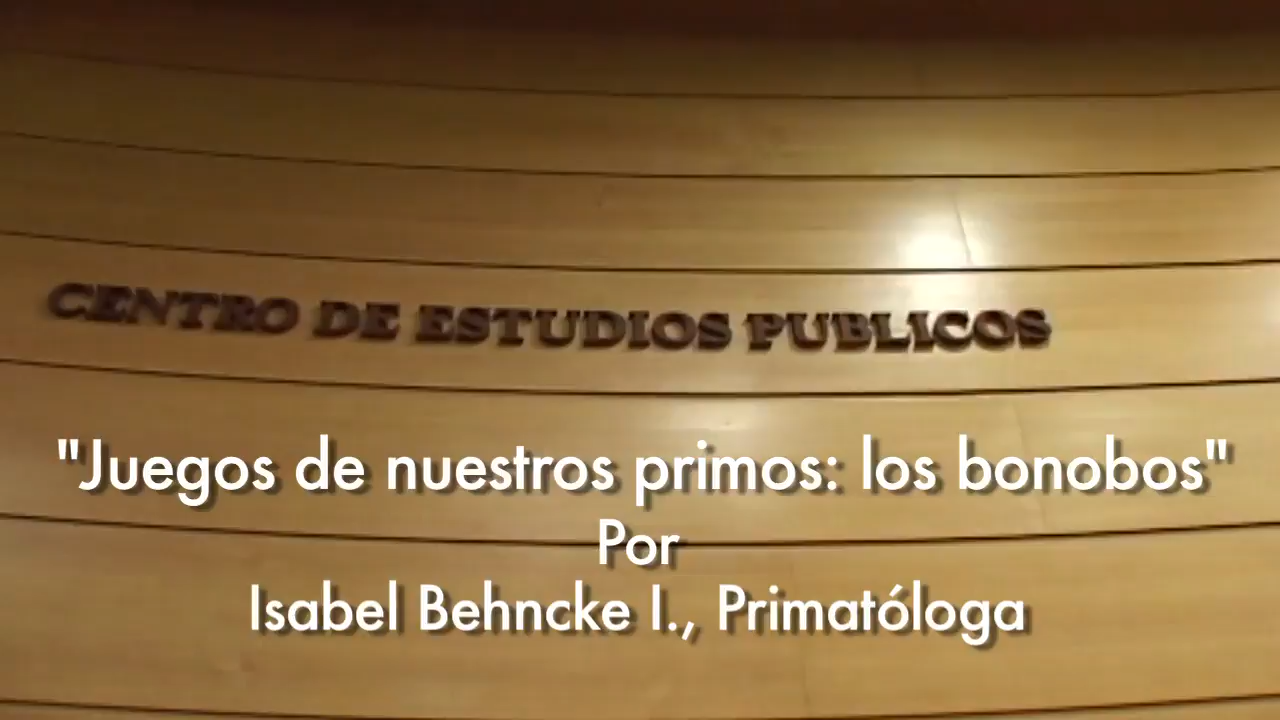 CENTRO DE ESTUDIOS PUBLICOS
"Juegos de nuestros primos: los bonobos"
Por
Isabel Behncke I., Primatóloga